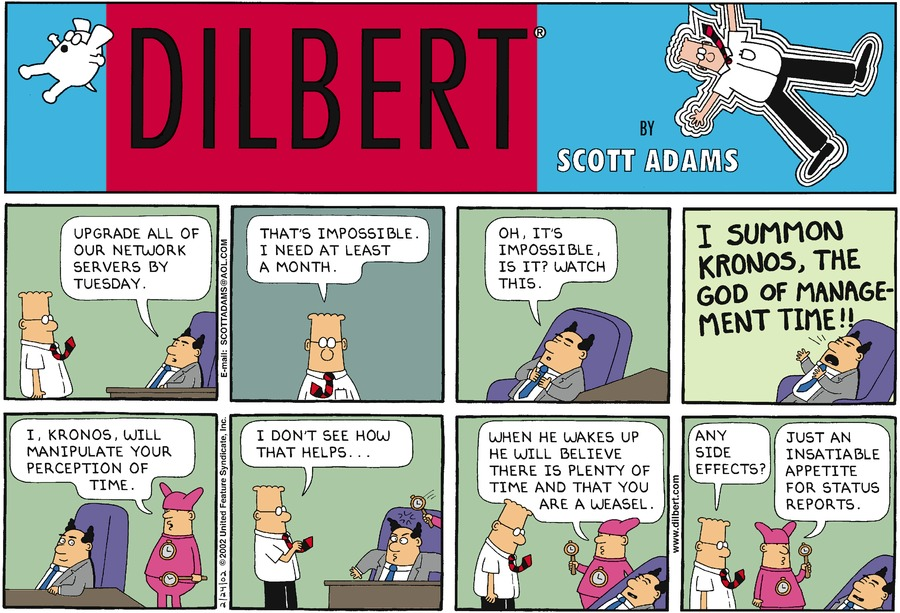 DILBERT®
BY
SCOTT ADAMS
UPGRADE ALL OF
OUR NETWORK
SERVERS BY
TUESDAY.
E-mail: SCOTTADAMS@AOL.COM
THAT'S IMPOSSIBLE.
I NEED AT LEAST
A MONTH.
OH, IT'S
IMPOSSIBLE,
IS IT? WATCH
THIS.
I SUMMON
KRONOS, THE
GOD OF MANAGE-
MENT TIME!!
I, KRONOS, WILL
MANIPULATE YOUR
PERCEPTION OF
TIME.
2/24/02 ©2002 United Feature Syndicate, Inc.
I DON'T SEE HOW
THAT HELPS...
WHEN HE WAKES UP
HE WILL BELIEVE
THERE IS PLENTY OF
TIME AND THAT YOU
ARE A WEASEL.
www.dilbert.com
ANY
SIDE
EFFECTS?
JUST AN
INSATIABLE
APPETITE
FOR STATUS
REPORTS.